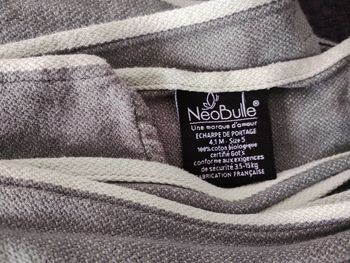 NéoBulle®
Une marque d'amour
ECHARPE DE PORTAGE
4,1 M - Size 5
100% coton biologique
certifié Gots
conforme aux exigences
de sécurité 3.5-15kg
FABRICATION FRANÇAISE